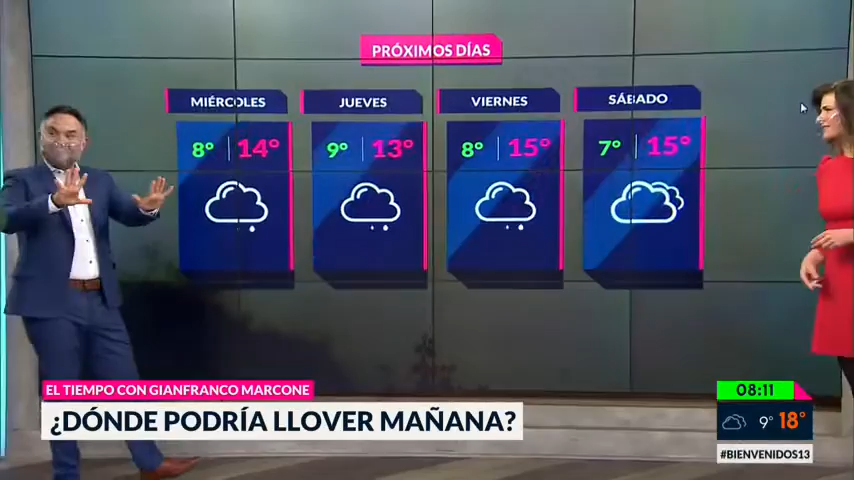 PRÓXIMOS DÍAS
MIÉRCOLES
JUEVES
VIERNES
SÁBADO
8° 14°
9° 13°
8° 15°
7° 15°
EL TIEMPO CON GIANFRANCO MARCONE
¿DÓNDE PODRÍA LLOVER MAÑANA?
08:11
9° 18°
#BIENVENIDOS13